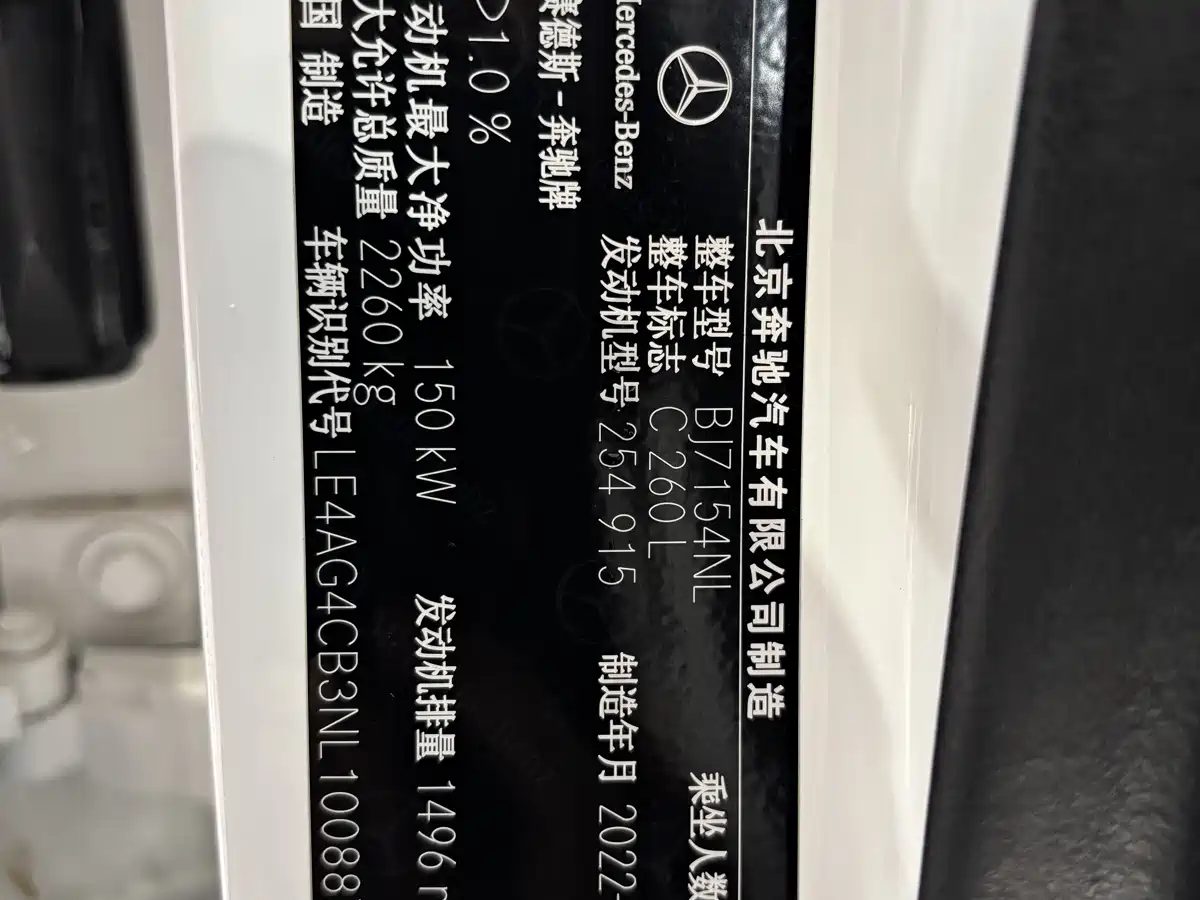 北京奔驰汽车有限公司制造
整车型号 BJ7154NL 乘坐人数
Mercedes-Benz 整车标志 C 260 L
发动机型号 254 915 制造年月 2022-
赛德斯-奔驰牌
>1.0 %
动机最大净功率 150 kW 发动机排量 1496
大允许总质量 2260 kg
国 制造 车辆识别代号 LE4AG4CB3NL10088